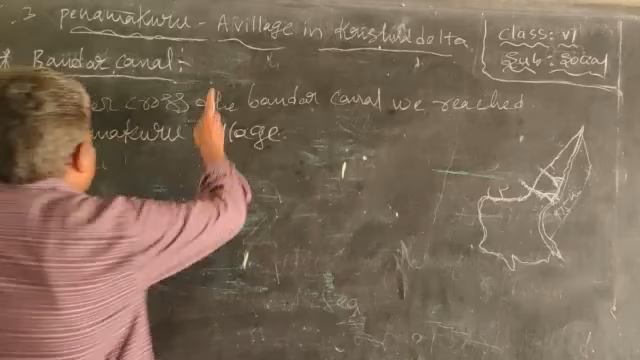 3 penamakuru - A village in Krishna delta
Class: VI
Sub: Social
* Bandar canal:-
cross the bandar canal we reached
village.